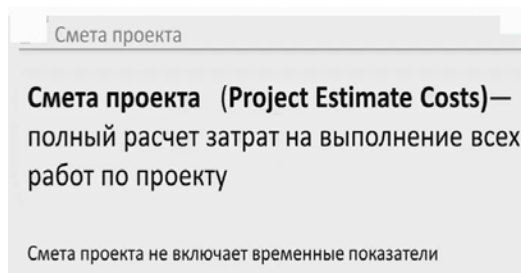 Смета проекта
Смета проекта (Project Estimate Costs)—
полный расчет затрат на выполнение всех
работ по проекту
Смета проекта не включает временные показатели